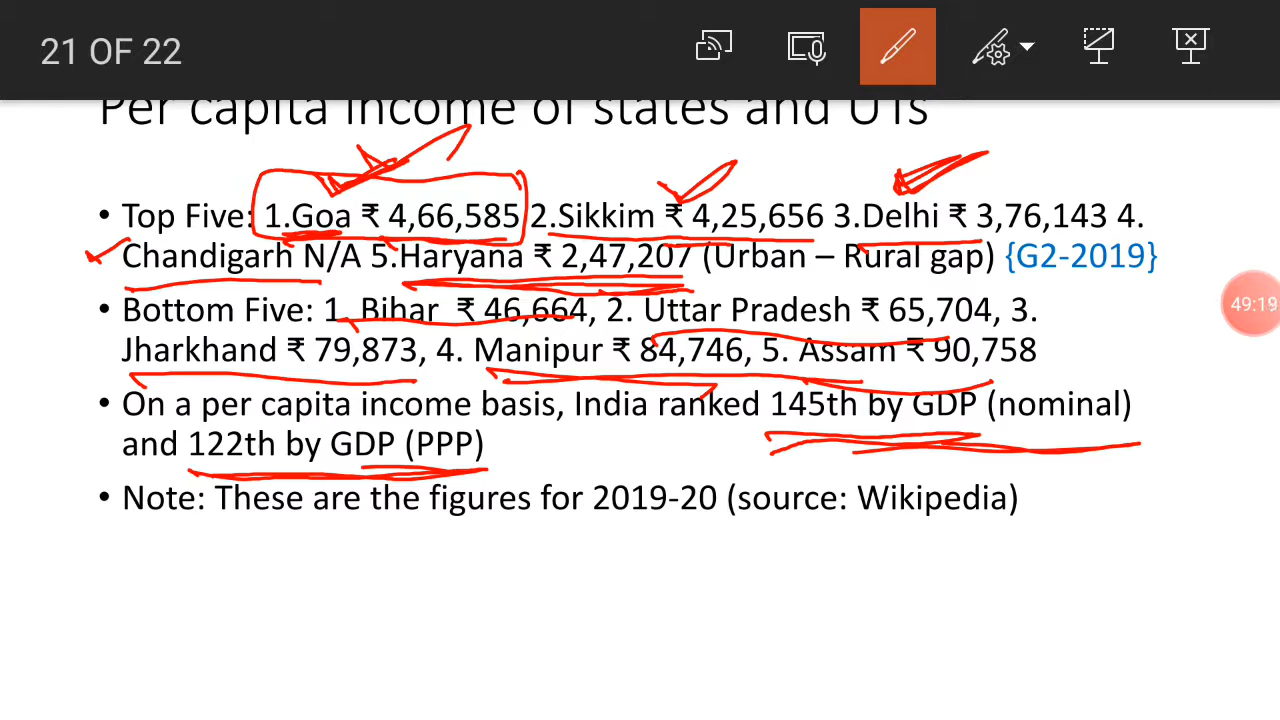 21 OF 22
Per capita income of states and UTs
• Top Five: 1.Goa ₹ 4,66,585 2.Sikkim ₹ 4,25,656 3.Delhi ₹ 3,76,143 4.
Chandigarh N/A 5.Haryana ₹ 2,47,207 (Urban – Rural gap) {G2-2019}
49:19
• Bottom Five: 1. Bihar ₹ 46,664, 2. Uttar Pradesh ₹ 65,704, 3.
Jharkhand ₹ 79,873, 4. Manipur ₹ 84,746, 5. Assam ₹ 90,758
• On a per capita income basis, India ranked 145th by GDP (nominal)
and 122th by GDP (PPP)
• Note: These are the figures for 2019-20 (source: Wikipedia)